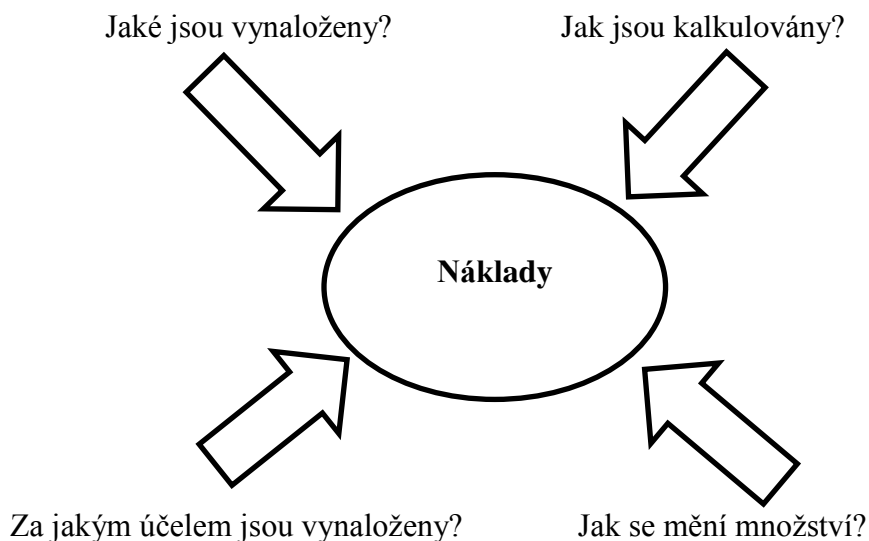 Jaké jsou vynaloženy?
Jak jsou kalkulovány?
Náklady
Za jakým účelem jsou vynaloženy?
Jak se mění množství?